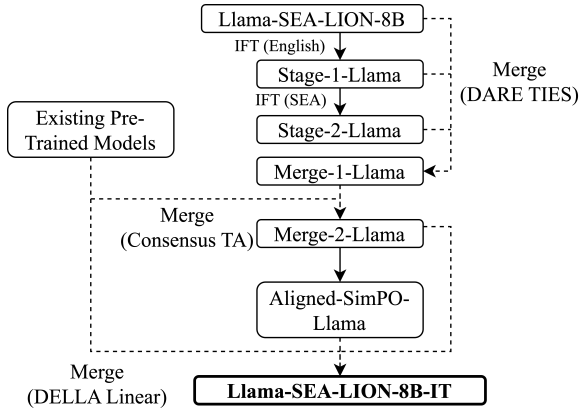 Llama-SEA-LION-8B
IFT (English)
Stage-1-Llama
IFT (SEA)
Stage-2-Llama
Merge
(DARE TIES)
Existing Pre-
Trained Models
Merge-1-Llama
Merge
(Consensus TA)
Merge-2-Llama
Aligned-SimPO-
Llama
Merge
(DELLA Linear)
Llama-SEA-LION-8B-IT